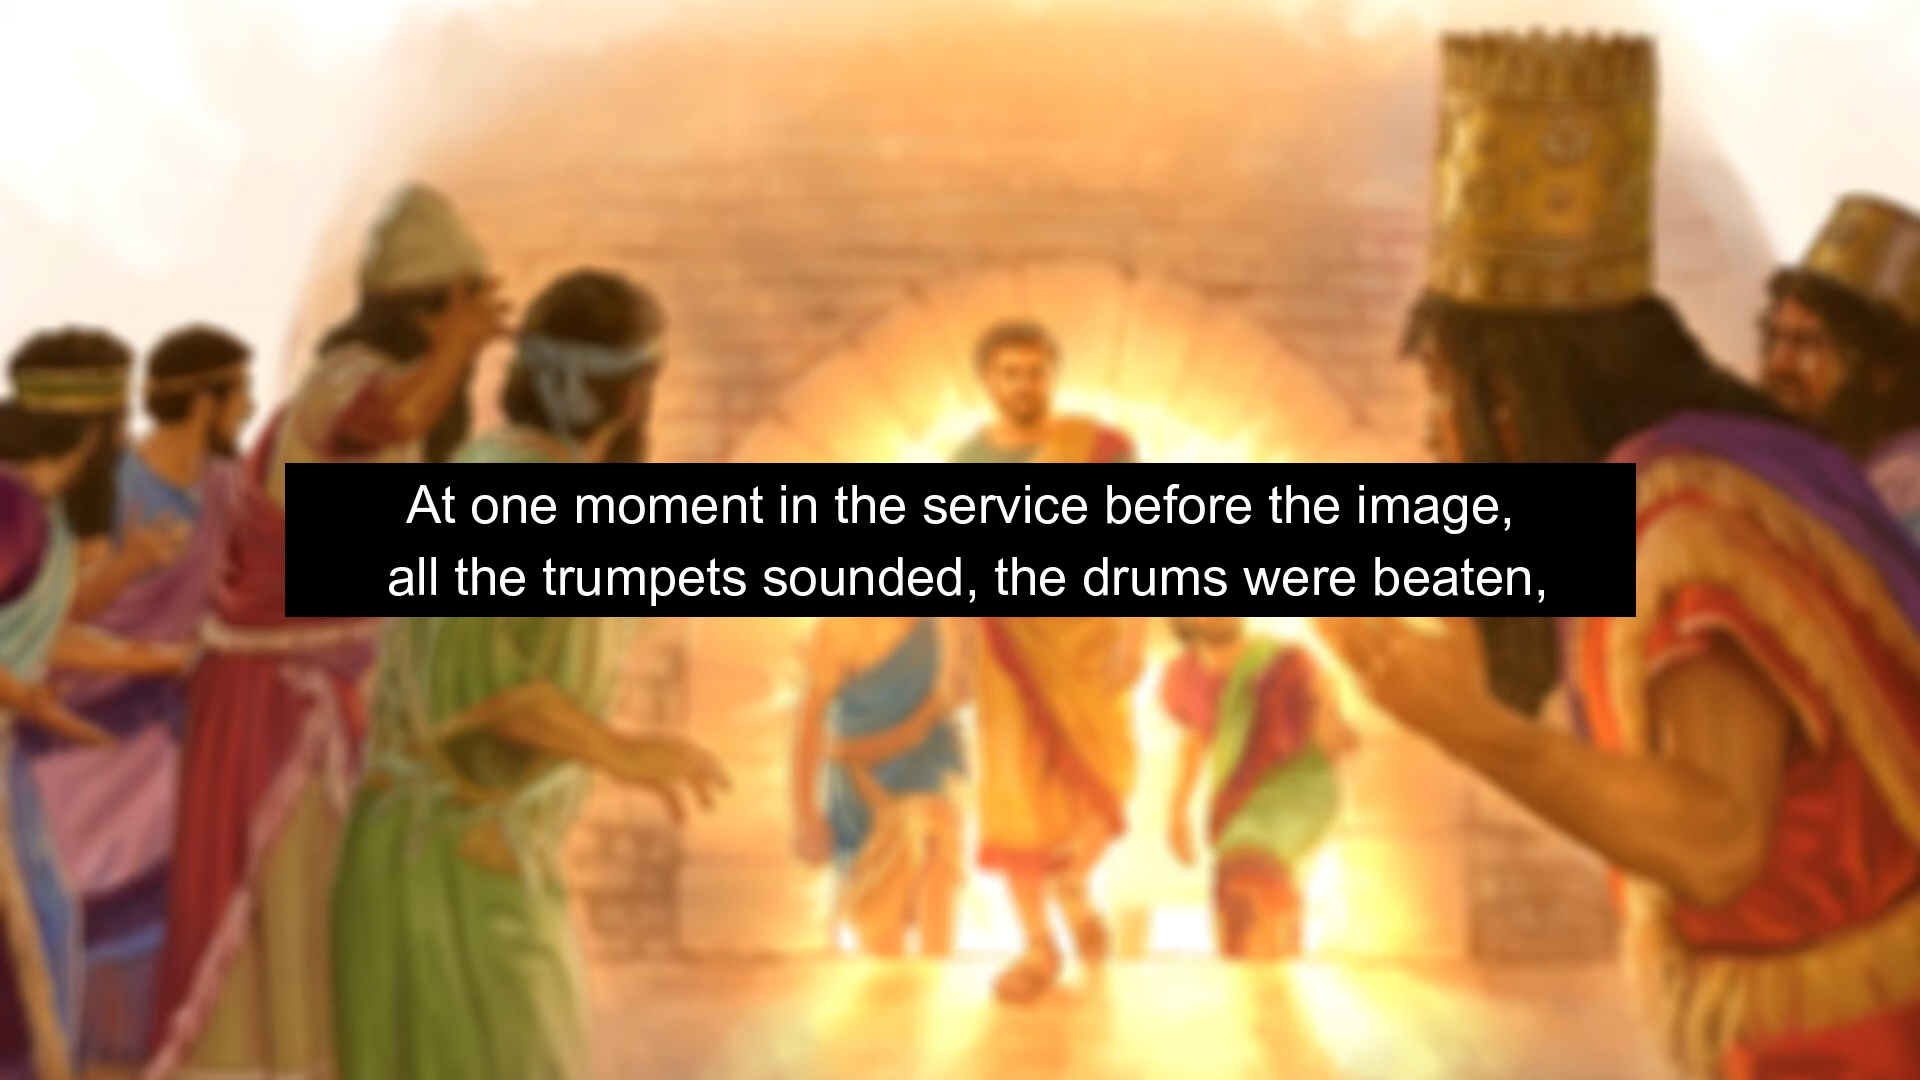 At one moment in the service before the image,
all the trumpets sounded, the drums were beaten,